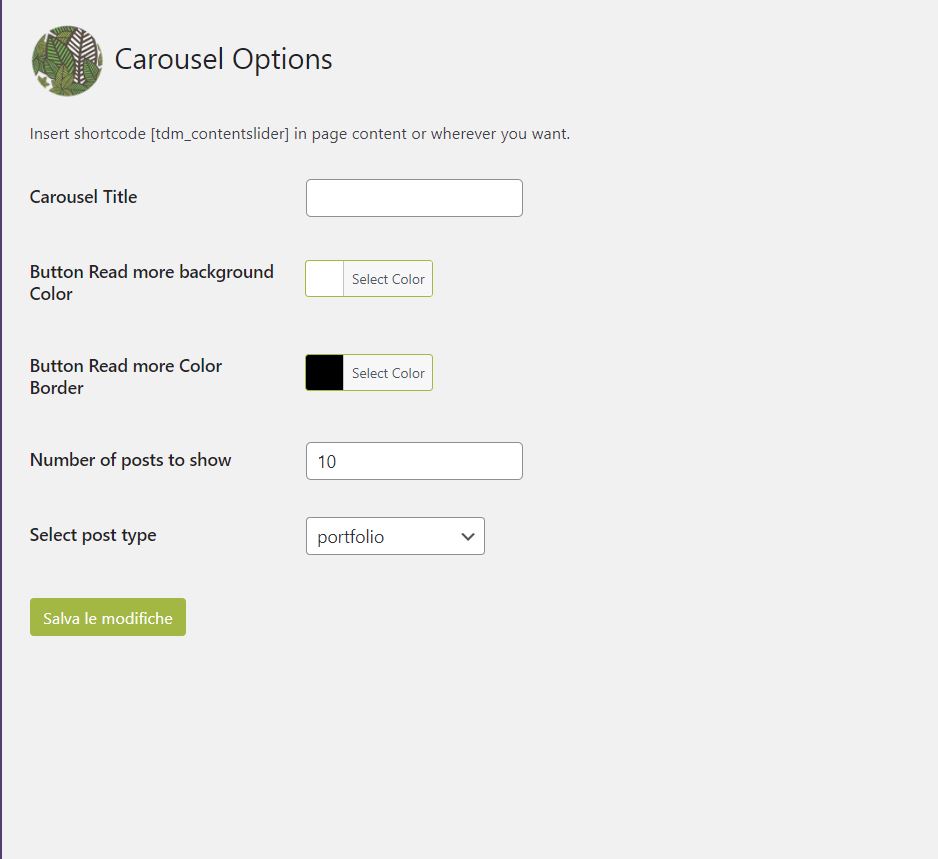 Carousel Options
Insert shortcode [tdm_contentslider] in page content or wherever you want.
Carousel Title
Button Read more background
Color
Select Color
Button Read more Color
Border
Select Color
Number of posts to show
10
Select post type
portfolio
Salva le modifiche